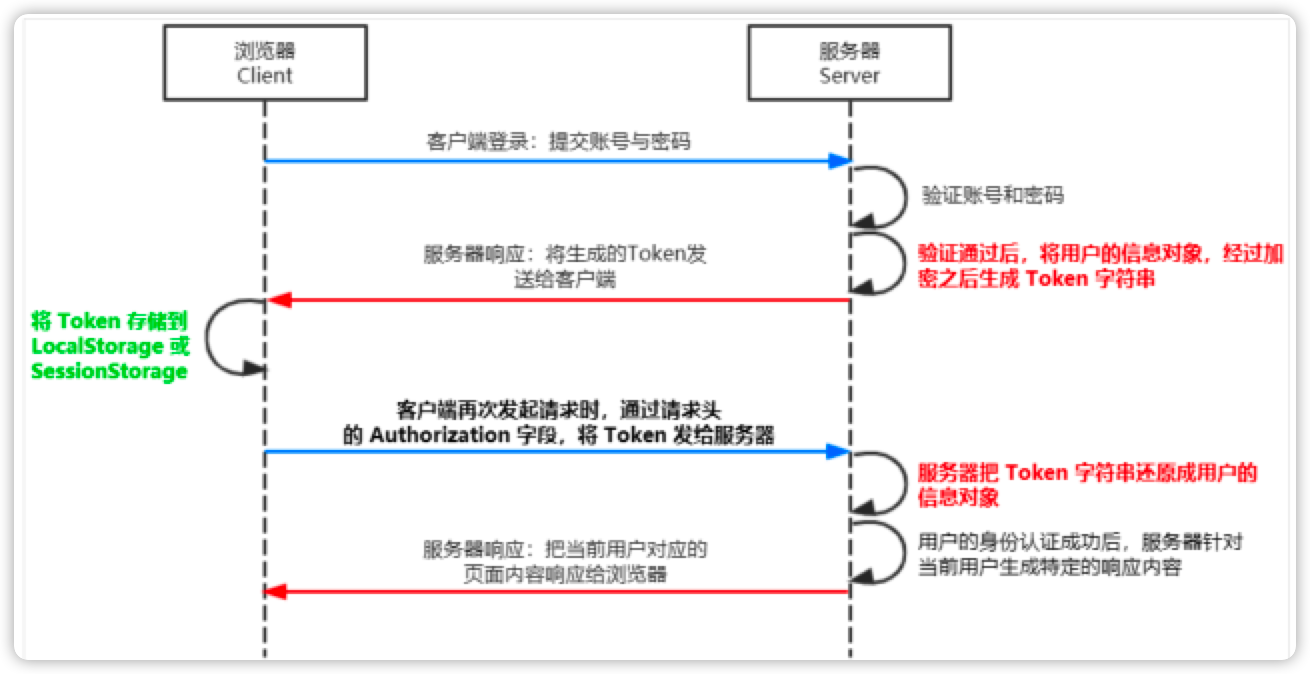 浏览器
Client
服务器
Server
客户端登录：提交账号与密码
验证账号和密码
服务器响应：将生成的Token发
送给客户端
验证通过后，将用户的信息对象，经过加
密之后生成 Token 字符串
将 Token 存储到
LocalStorage 或
SessionStorage
客户端再次发起请求时，通过请求头
的 Authorization 字段，将 Token 发给服务器
服务器把 Token 字符串还原成用户的
信息对象
用户的身份认证成功后，服务器针对
当前用户生成特定的响应内容
服务器响应：把当前用户对应的
页面内容响应给浏览器